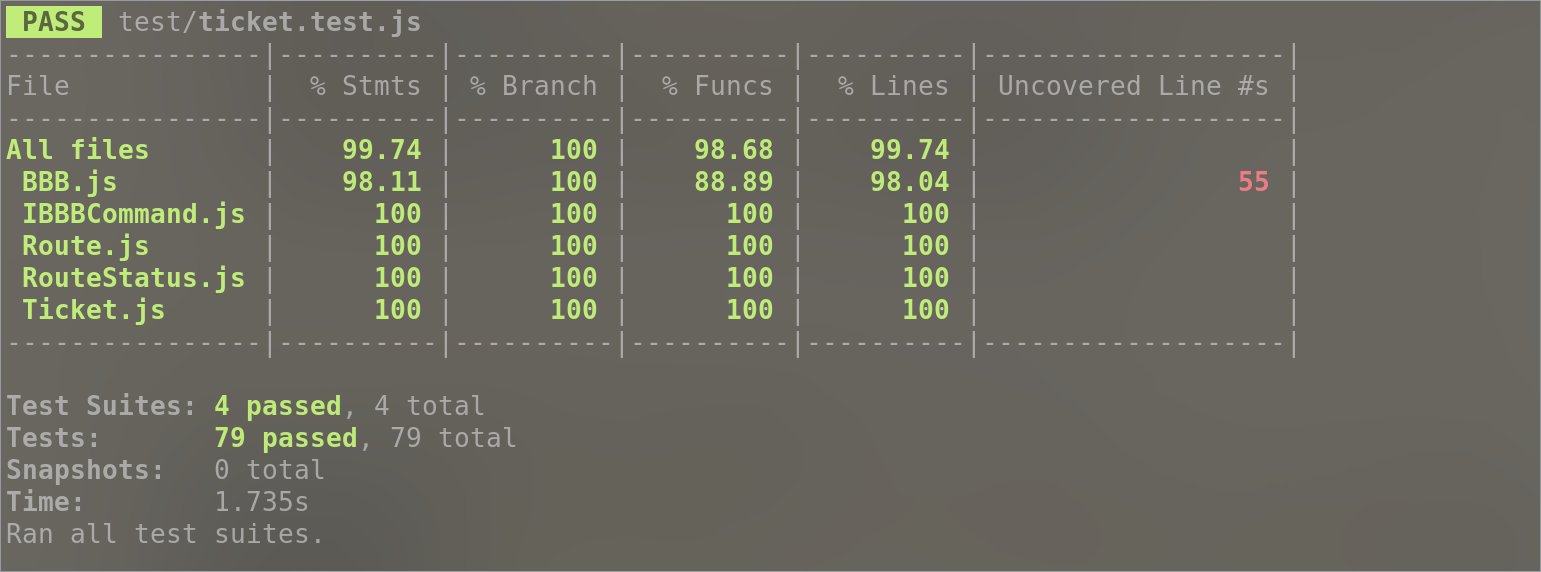 PASS test/ticket.test.js
----------------|----------|----------|----------|----------|-------------------|
File            |  % Stmts | % Branch |  % Funcs |  % Lines | Uncovered Line #s |
----------------|----------|----------|----------|----------|-------------------|
All files       |    99.74 |      100 |    98.68 |    99.74 |                   |
 BBB.js         |    98.11 |      100 |    88.89 |    98.04 |                55 |
 IBBBCommand.js |      100 |      100 |      100 |      100 |                   |
 Route.js       |      100 |      100 |      100 |      100 |                   |
 RouteStatus.js |      100 |      100 |      100 |      100 |                   |
 Ticket.js      |      100 |      100 |      100 |      100 |                   |
----------------|----------|----------|----------|----------|-------------------|
Test Suites: 4 passed, 4 total
Tests:       79 passed, 79 total
Snapshots:   0 total
Time:        1.735s
Ran all test suites.